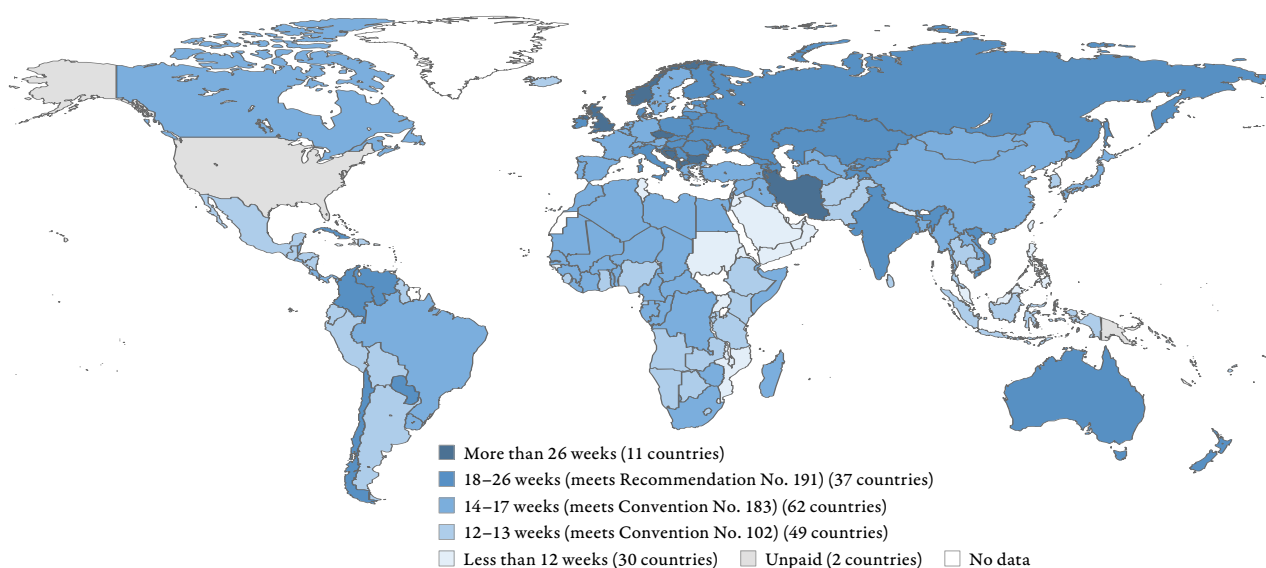 More than 26 weeks (11 countries)
18–26 weeks (meets Recommendation No. 191) (37 countries)
14–17 weeks (meets Convention No. 183) (62 countries)
12–13 weeks (meets Convention No. 102) (49 countries)
Less than 12 weeks (30 countries) Unpaid (2 countries) No data